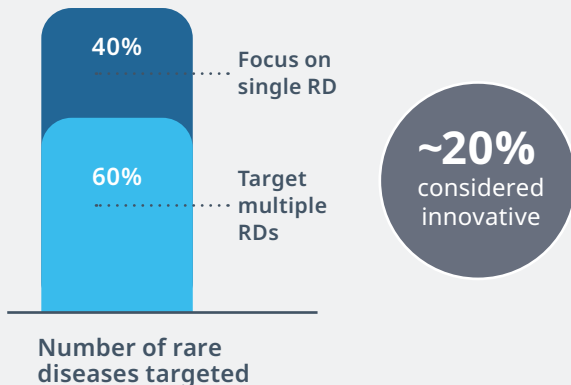 40%
Focus on
single RD
~20%
considered
innovative
60%
Target
multiple
RDs
Number of rare
diseases targeted